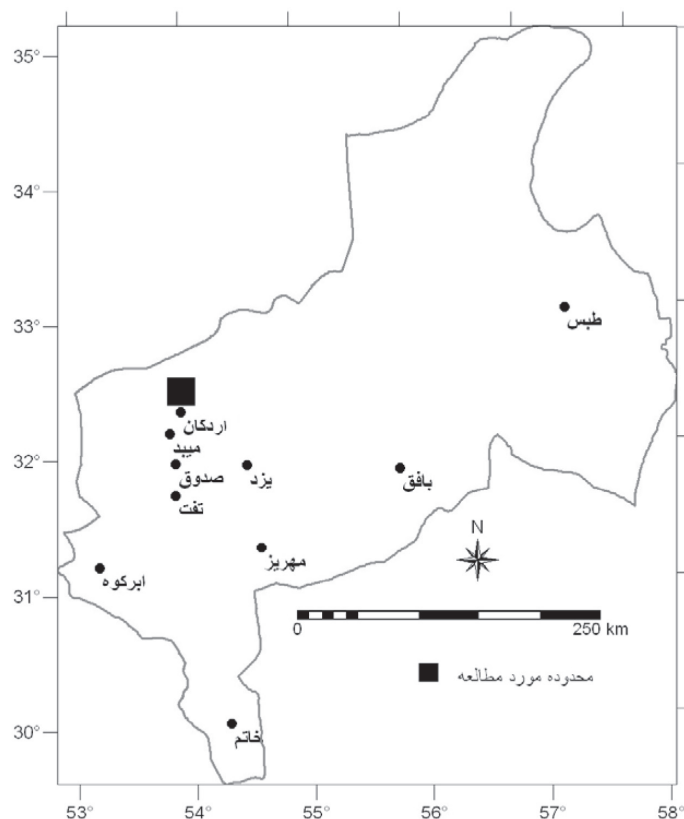 35°
34°
33°
32°
31°
30°
طبس
اردکان
میبد
صدوق
یزد
بافق
تفت
مهریز
ابرکوه
N
0
250 km
محدوده مورد مطالعه
خاتم
53°
54°
55°
56°
57°
58°